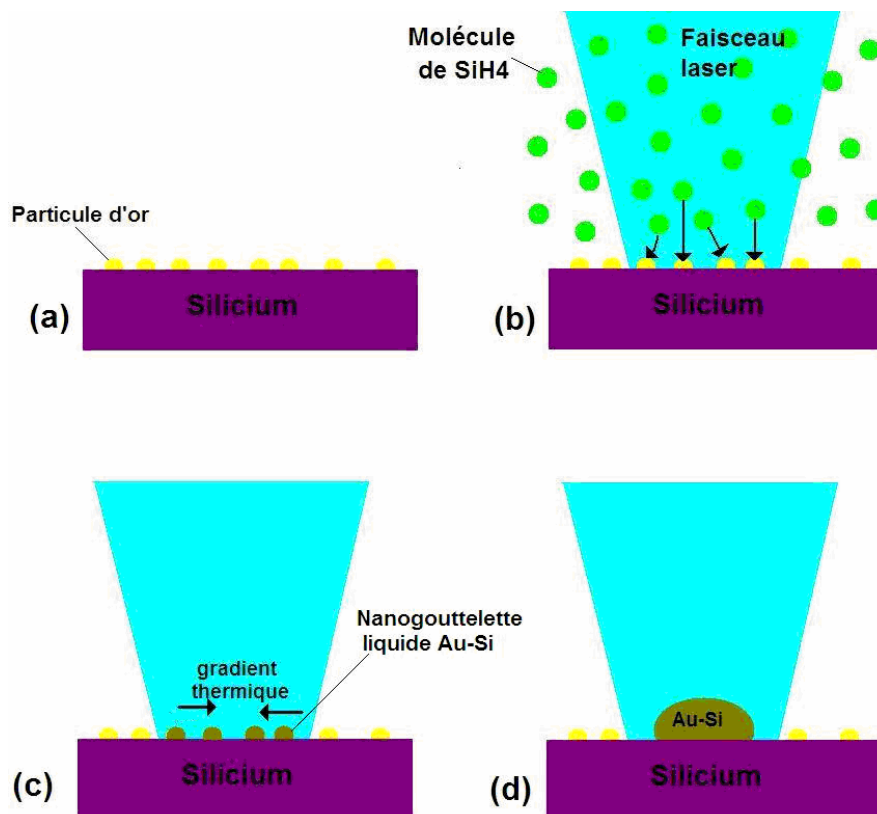 Particule d'or
Silicium
(a)
Molécule
de SiH4
Faisceau
laser
Silicium
(b)
gradient
thermique
Nanogouttelette
liquide Au-Si
Silicium
(c)
Au-Si
Silicium
(d)